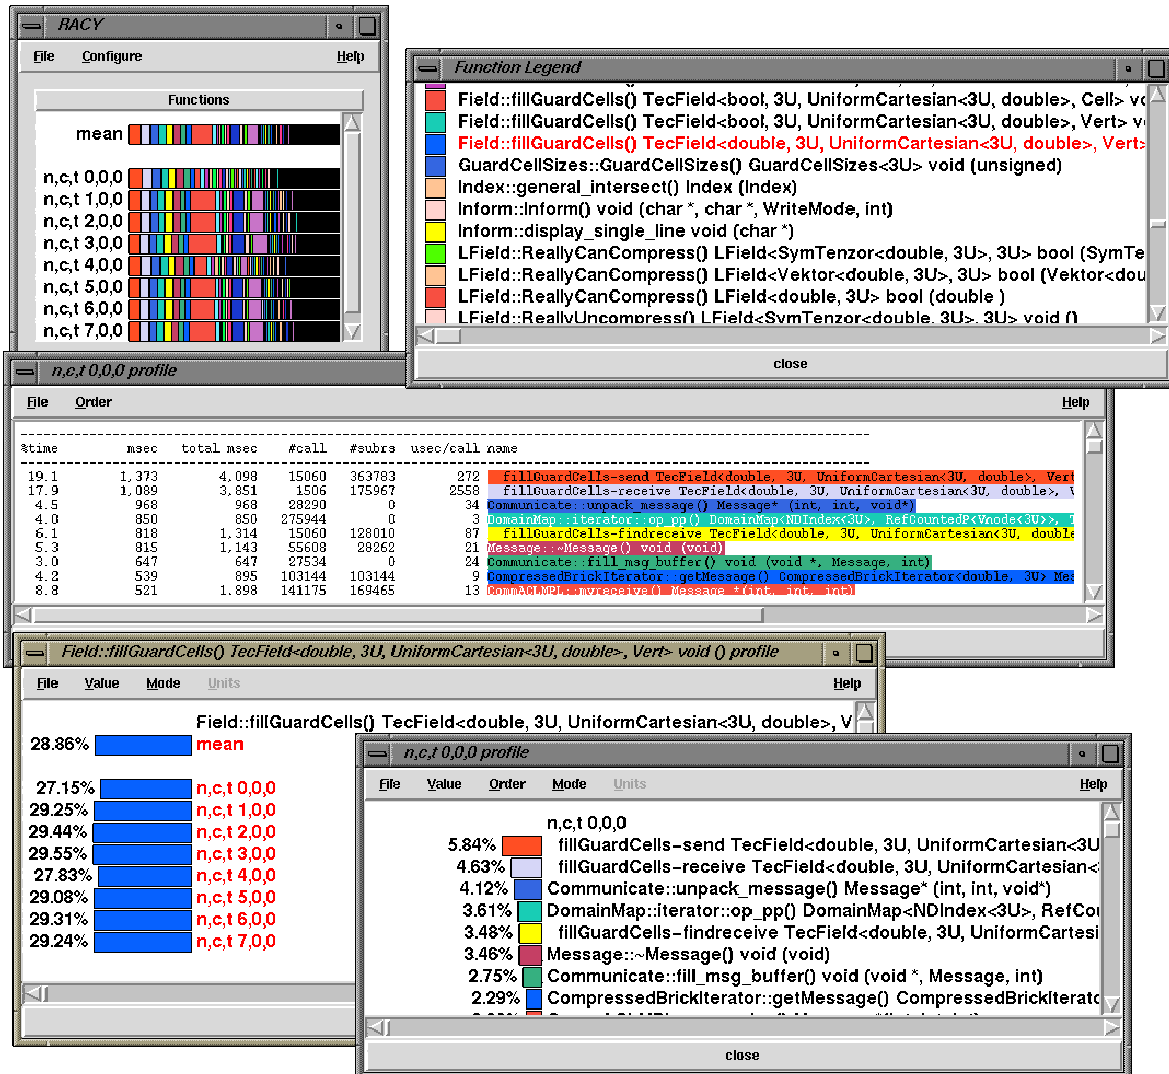 RACY
File Configure Help
Functions
mean
n,c,t 0,0,0
n,c,t 1,0,0
n,c,t 2,0,0
n,c,t 3,0,0
n,c,t 4,0,0
n,c,t 5,0,0
n,c,t 6,0,0
n,c,t 7,0,0
Function Legend
Field::fillGuardCells() TecField<bool, 3U, UniformCartesian<3U, double>, Cell> vo
Field::fillGuardCells() TecField<bool, 3U, UniformCartesian<3U, double>, Vert> v
Field::fillGuardCells() TecField<double, 3U, UniformCartesian<3U, double>, Vert>
GuardCellSizes::GuardCellSizes() GuardCellSizes<3U> void (unsigned)
Index::general_intersect() Index (Index)
Inform::Inform() void (char *, char *, WriteMode, int)
Inform::display_single_line void (char *)
LField::ReallyCanCompress() LField<SymTenzor<double, 3U>, 3U> bool (SymTe
LField::ReallyCanCompress() LField<Vektor<double, 3U>, 3U> bool (Vektor<dou
LField::ReallyCanCompress() LField<double, 3U> bool (double )
LField::ReallyUncompress() LField<SymTenzor<double, 3U>, 3U> void ()
close
n,c,t 0,0,0 profile
File Order Help
%time msec total msec #call #subrs usec/call name
19.1 1,373 4,098 15060 363783 272 fillGuardCells-send TecField<double, 3U, UniformCartesian<3U, double>, Vert
17.9 1,089 3,851 1506 175967 2558 fillGuardCells-receive TecField<double, 3U, UniformCartesian<3U, double>, V
4.5 968 968 28290 0 34 Communicate::unpack_message() Message* (int, int, void*)
4.0 850 850 275944 0 3 DomainMap::iterator::op_pp() DomainMap<NDIndex<3U>, RefCountedP<Vnode<3U>>, T
6.1 818 1,314 15060 128010 87 fillGuardCells-findreceive TecField<double, 3U, UniformCartesian<3U, double
5.3 815 1,143 55608 28262 21 Message::~Message() void (void)
3.0 647 647 27534 0 24 Communicate::fill_msg_buffer() void (void *, Message, int)
4.2 539 895 103144 103144 9 CompressedBrickIterator::getMessage() CompressedBrickIterator<double, 3U> Mes
8.8 521 1,898 141175 169465 13 CommACLMPL::myreceive() Message *(int, int, int)
Field::fillGuardCells() TecField<double, 3U, UniformCartesian<3U, double>, Vert> void () profile
File Value Mode Units Help
Field::fillGuardCells() TecField<double, 3U, UniformCartesian<3U, double>, V
28.86% mean
27.15% n,c,t 0,0,0
29.25% n,c,t 1,0,0
29.44% n,c,t 2,0,0
29.55% n,c,t 3,0,0
27.83% n,c,t 4,0,0
29.08% n,c,t 5,0,0
29.31% n,c,t 6,0,0
29.24% n,c,t 7,0,0
n,c,t 0,0,0 profile
File Value Order Mode Units Help
n,c,t 0,0,0
5.84% fillGuardCells-send TecField<double, 3U, UniformCartesian<3U
4.63% fillGuardCells-receive TecField<double, 3U, UniformCartesian<
4.12% Communicate::unpack_message() Message* (int, int, void*)
3.61% DomainMap::iterator::op_pp() DomainMap<NDIndex<3U>, RefCou
3.48% fillGuardCells-findreceive TecField<double, 3U, UniformCartesi
3.46% Message::~Message() void (void)
2.75% Communicate::fill_msg_buffer() void (void *, Message, int)
2.29% CompressedBrickIterator::getMessage() CompressedBrickIterato
close